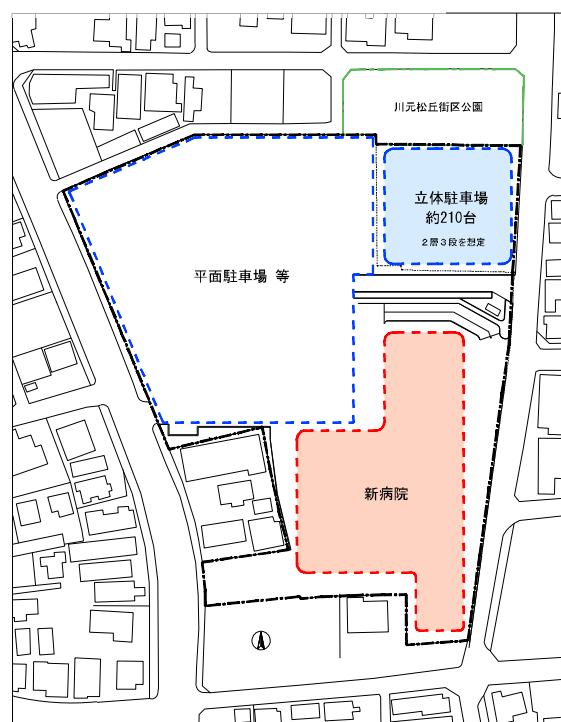 川元松丘街区公園
立体駐車場
約210台
２層３段を想定
平面駐車場 等
新病院